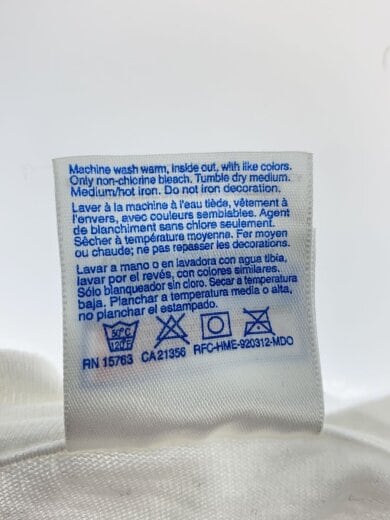 Machine wash warm, inside out, with like colors.
Only non-chlorine bleach. Tumble dry medium.
Medium/hot iron. Do not iron decoration.
Laver à la machine à l'eau tiède, vêtement à
l'envers, avec couleurs semblables. Agent
de blanchiment sans chlore seulement.
Sècher à température moyenne. Fer moyen
ou chaude; ne pas repasser les decorations.
Lavar a mano o en lavadora con agua tibia,
lavar por el revés, con colores similares.
Sólo blanqueador sin cloro. Secar a temperatura
baja. Planchar a temperatura media o alta,
no planchar el estampado.
50°C
120°F
RN 15763 CA 21356 RFC-HME-920312-MDO